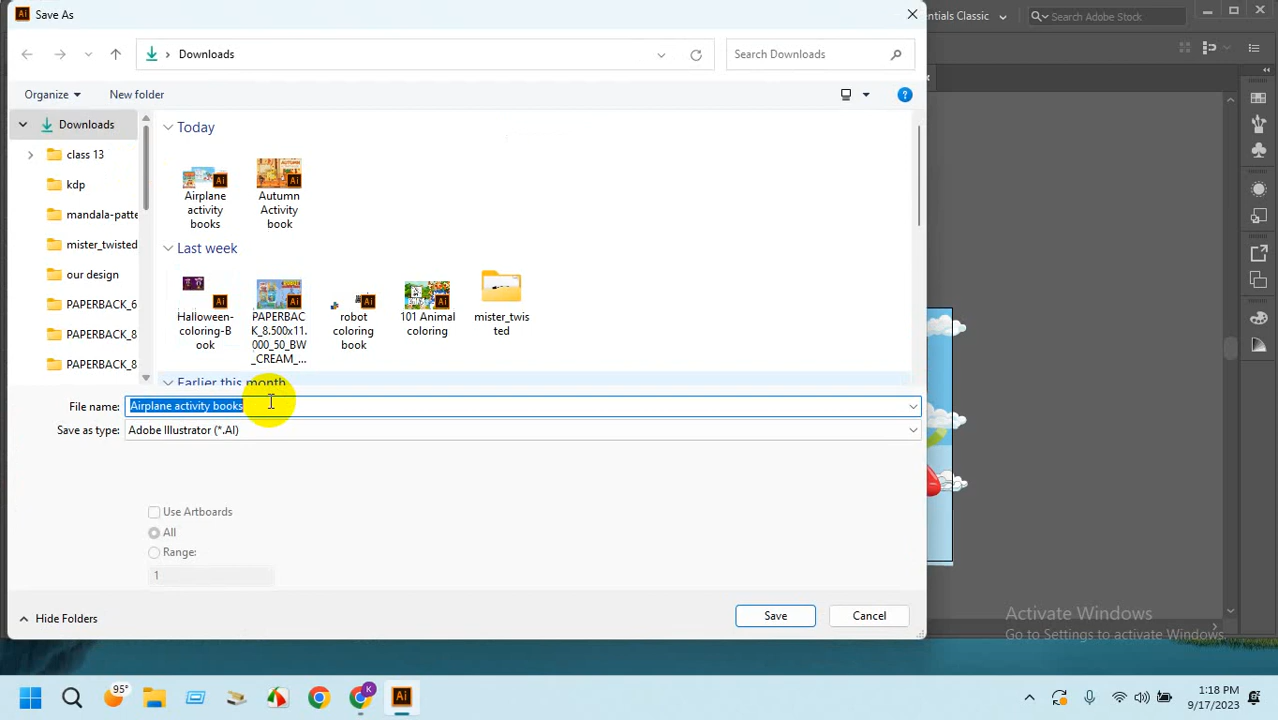 Save As
entials Classic
Search Adobe Stock
Downloads
Search Downloads
Organize
New folder
Downloads
class 13
kdp
mandala-patte
mister_twisted
our design
PAPERBACK_6
PAPERBACK_8
PAPERBACK_8
Today
Airplane
activity
books
Autumn
Activity
book
Last week
Halloween-
coloring-B
ook
PAPERBAC
K_8.500x11.
000_50_BW
_CREAM_...
robot
coloring
book
101 Animal
coloring
mister_twis
ted
Earlier this month
File name:
Airplane activity books
Save as type:
Adobe Illustrator (*.AI)
Use Artboards
All
Range:
1
Hide Folders
Save
Cancel
Activate Windows
Go to Settings to activate Windows.
95°
K
Ai
1:18 PM
9/17/2023